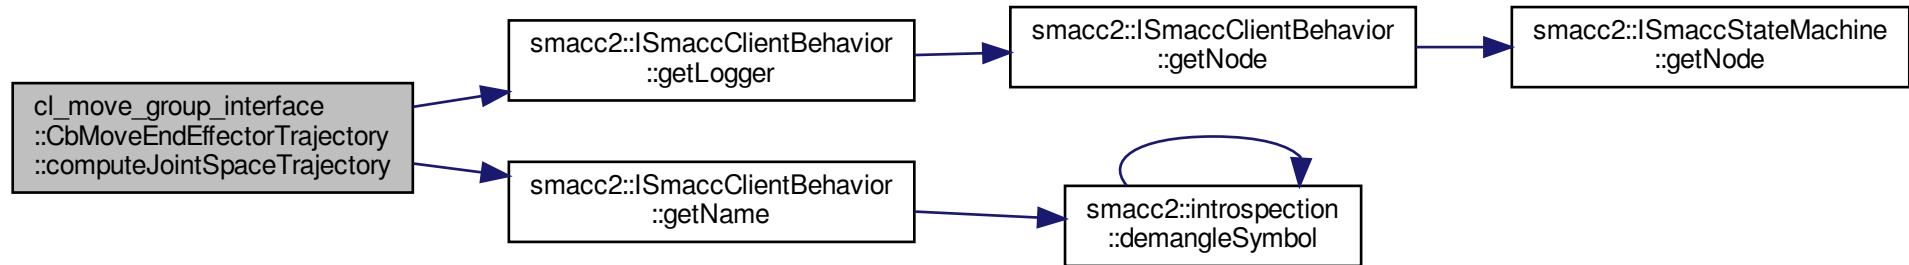 cl_move_group_interface
::CbMoveEndEffectorTrajectory
::computeJointSpaceTrajectory
smacc2::ISmaccClientBehavior
::getLogger
smacc2::ISmaccClientBehavior
::getNode
smacc2::ISmaccStateMachine
::getNode
smacc2::ISmaccClientBehavior
::getName
smacc2::introspection
::demangleSymbol